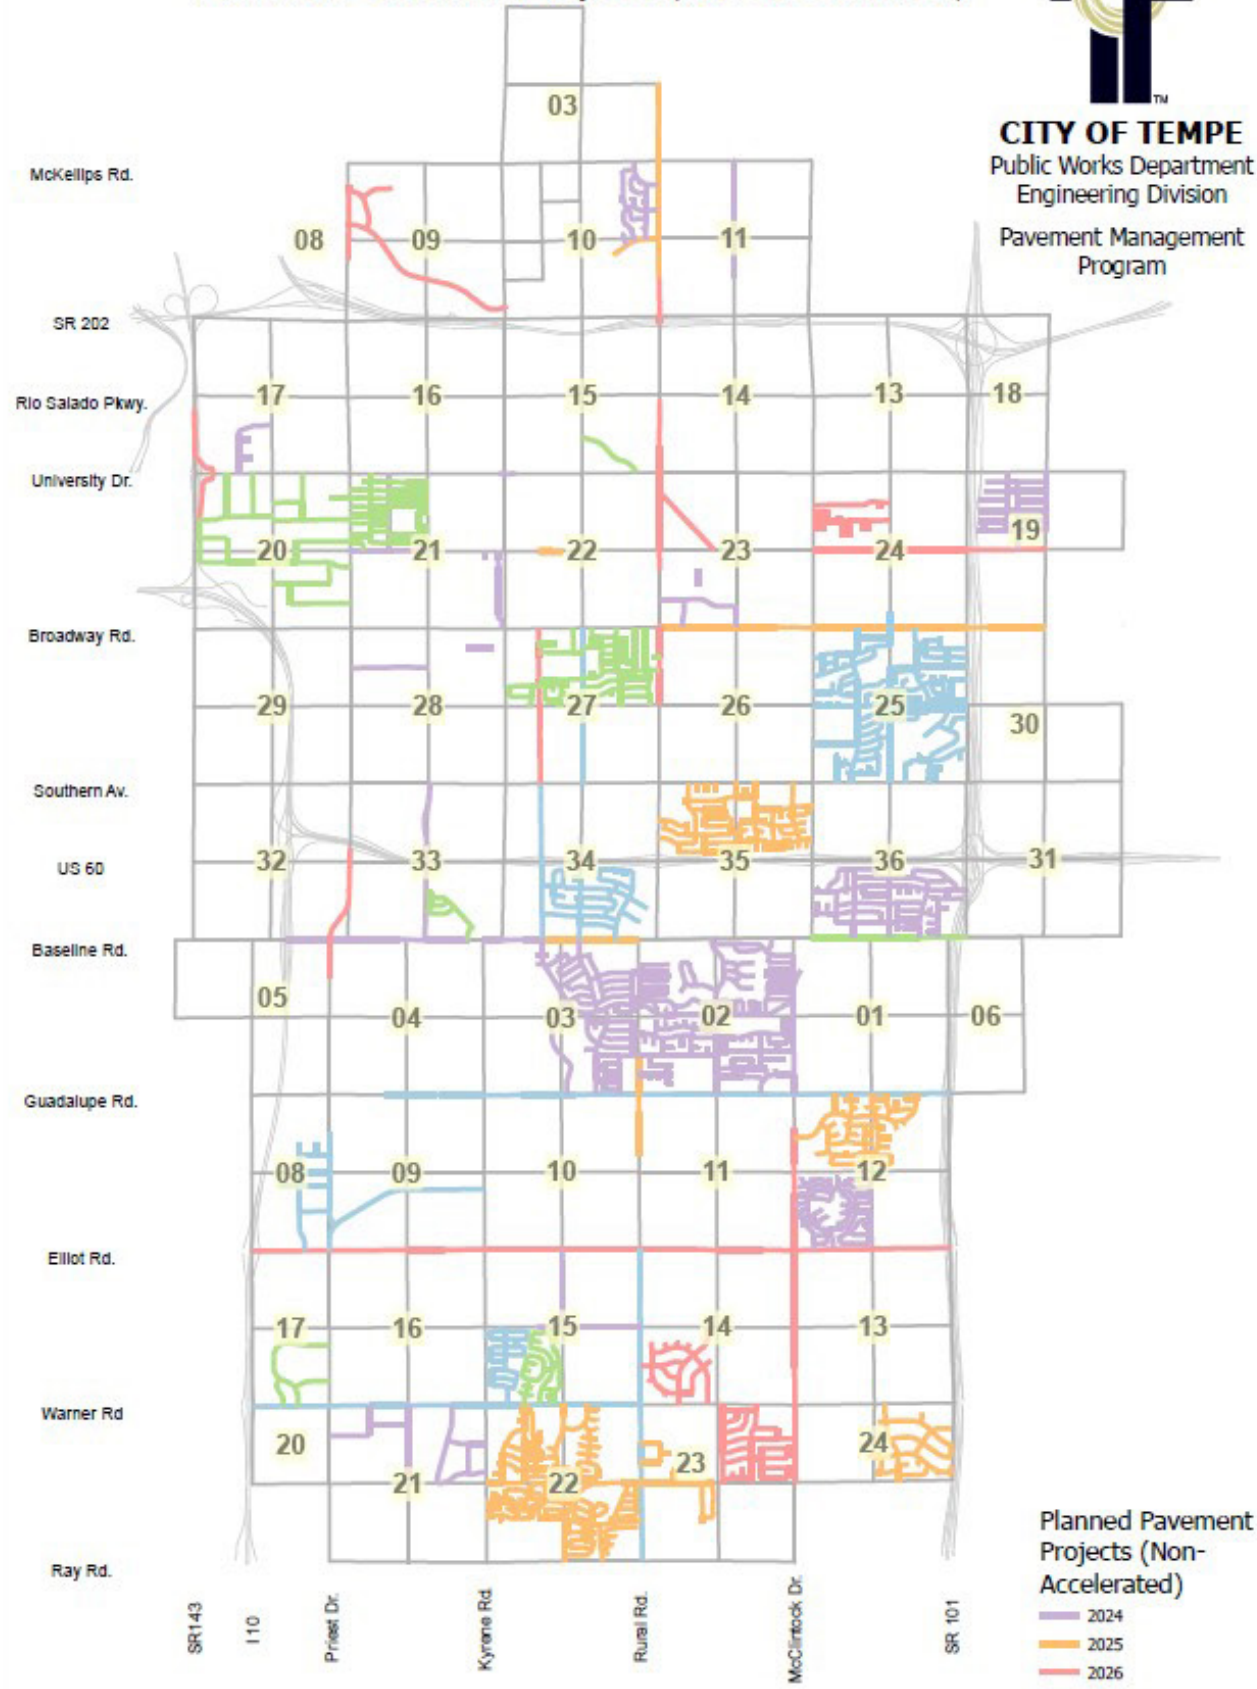 03
TM
CITY OF TEMPE
Public Works Department
Engineering Division
Pavement Management
Program
McKellips Rd.
08
09
10
11
SR 202
17
16
15
14
13
18
Rio Salado Pkwy.
University Dr.
20
21
22
23
24
19
Broadway Rd.
29
28
27
26
25
30
Southern Av.
32
33
34
35
36
31
US 60
Baseline Rd.
05
04
03
02
01
06
Guadalupe Rd.
08
09
10
11
12
Elliot Rd.
17
16
15
14
13
Warner Rd
20
21
22
23
24
Ray Rd.
SR143
I 10
Priest Dr.
Kyrene Rd.
Rural Rd.
McClintock Dr.
SR 101
Planned Pavement
Projects (Non-
Accelerated)
2024
2025
2026